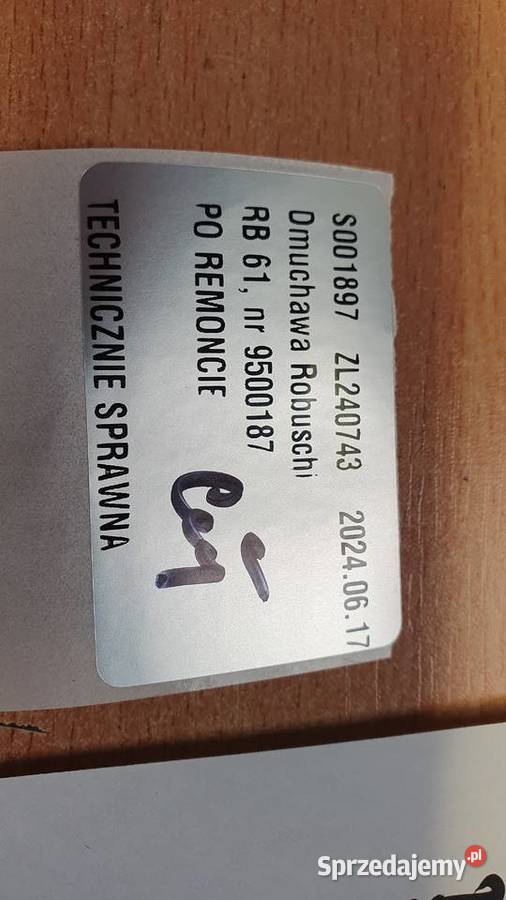 S001897 ZL240743 2024.06.17
Dmuchawa Robuschi
RB 61, nr 9500187
PO REMONCIE
TECHNICZNIE SPRAWNA
Sprzedajemy.pl